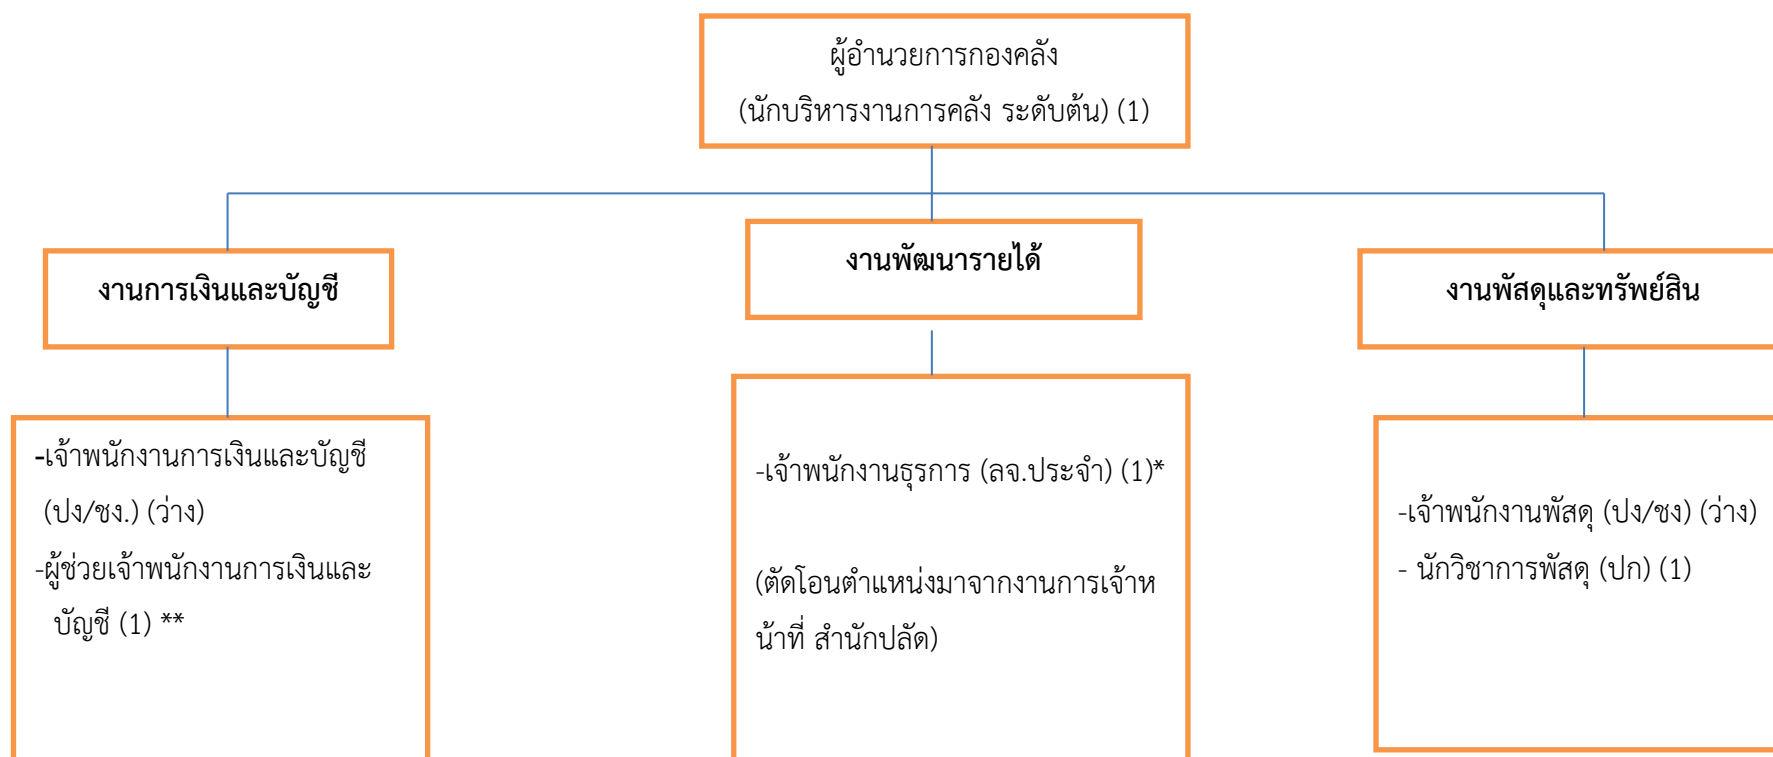 ผู้อำนวยการกองคลัง
(นักบริหารงานการคลัง ระดับต้น) (1)
งานการเงินและบัญชี
งานพัฒนารายได้
งานพัสดุและทรัพย์สิน
-เจ้าพนักงานการเงินและบัญชี
(ปง/ชง.) (ว่าง)
-ผู้ช่วยเจ้าพนักงานการเงินและ
บัญชี (1) **
-เจ้าพนักงานธุรการ (ลจ.ประจำ) (1)*
(ตัดโอนตำแหน่งมาจากงานการเจ้าห
น้าที่ สำนักปลัด)
-เจ้าพนักงานพัสดุ (ปง/ชง) (ว่าง)
- นักวิชาการพัสดุ (ปก) (1)